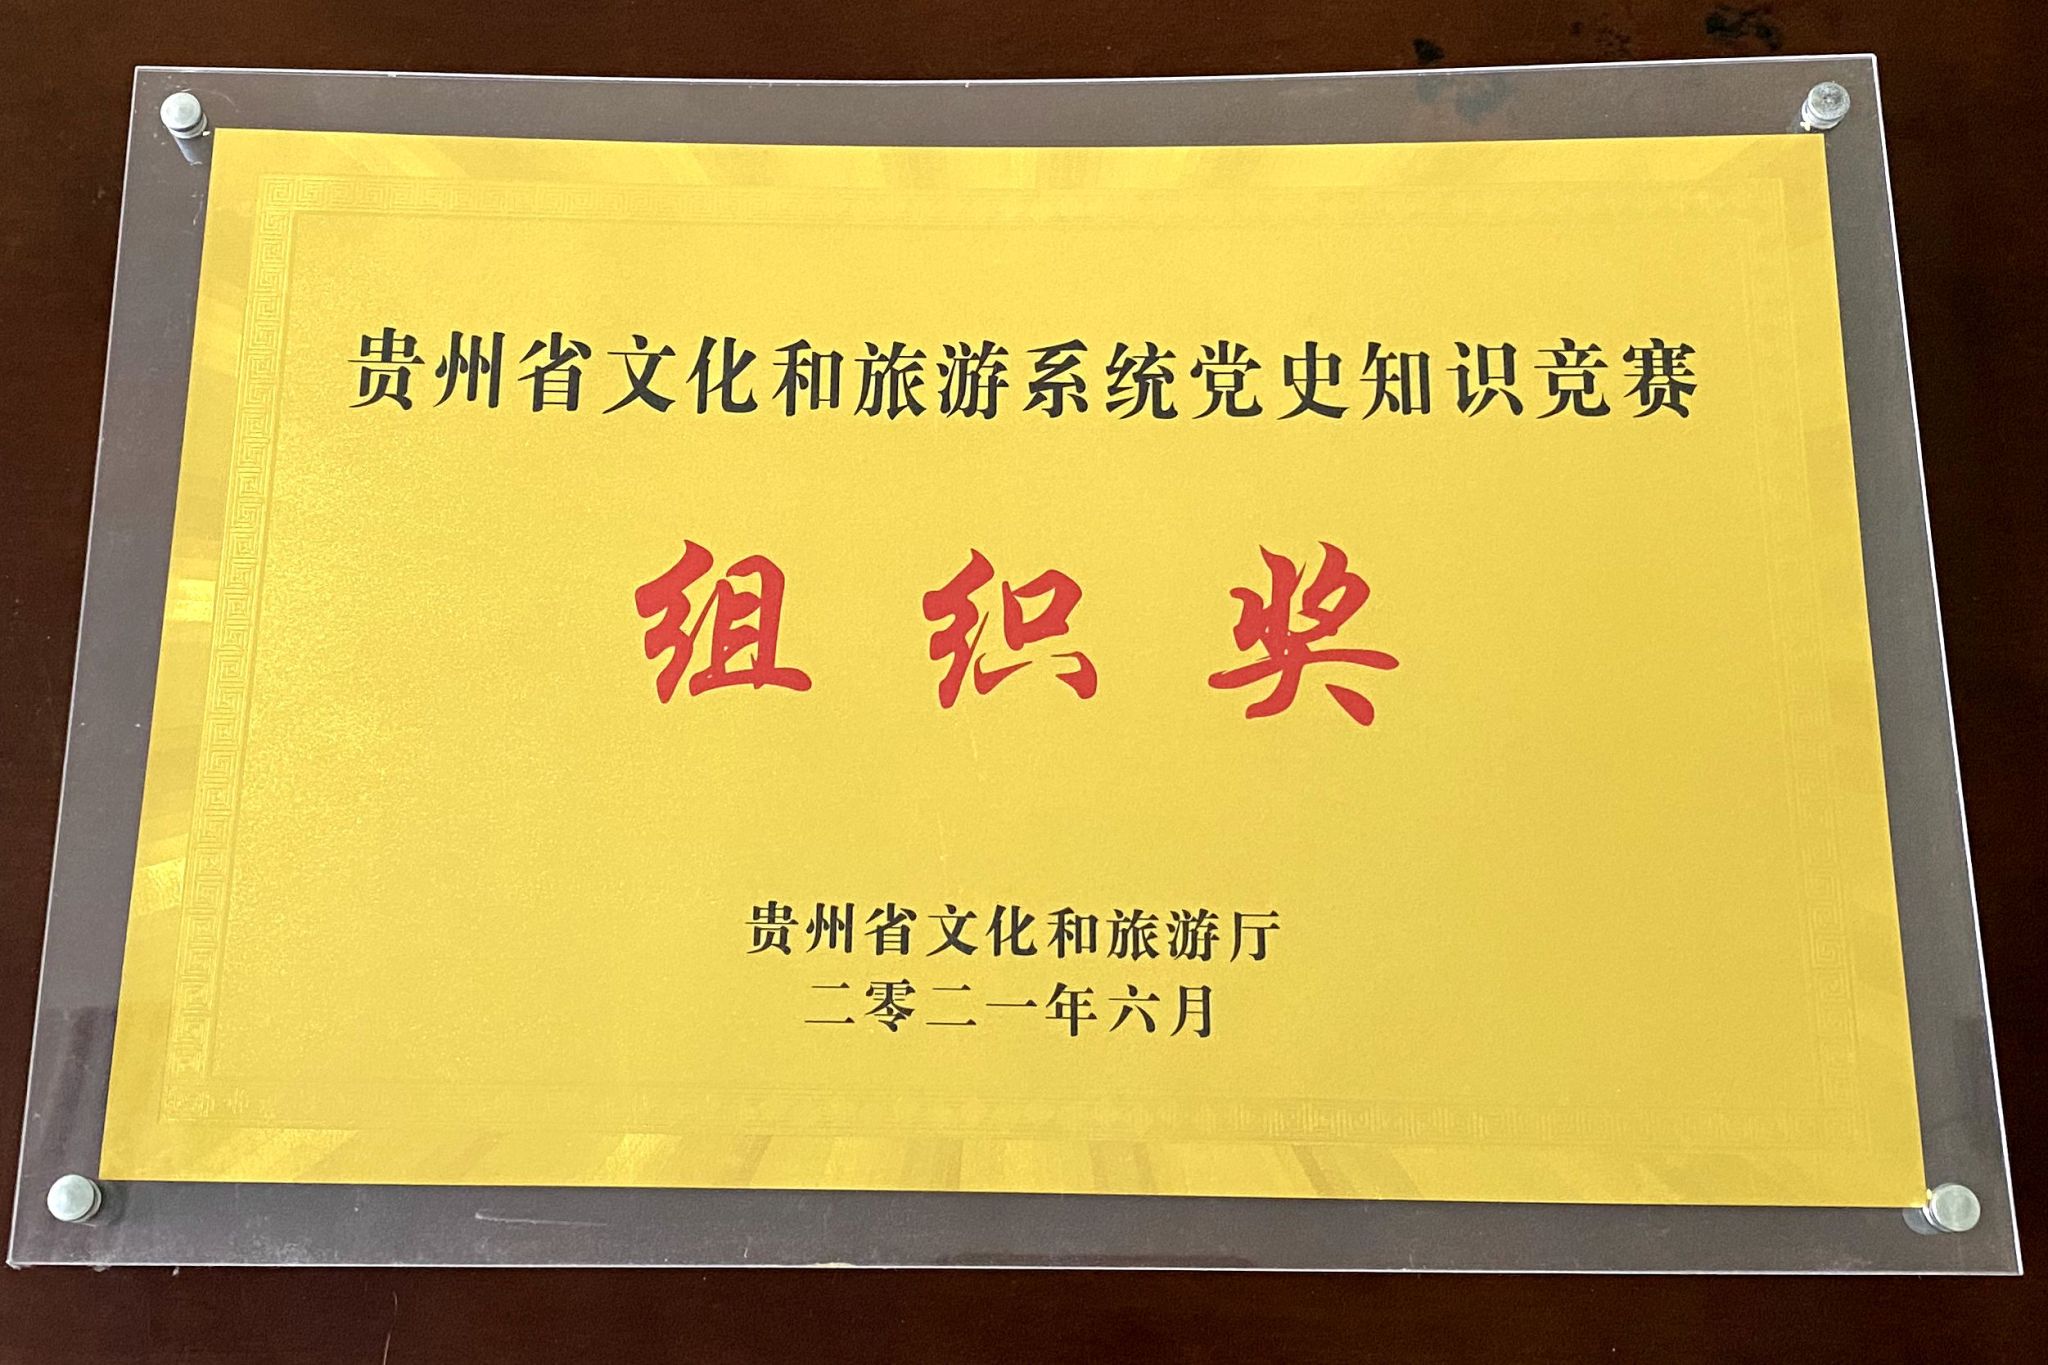 贵州省文化和旅游系统党史知识竞赛
组织奖
贵州省文化和旅游厅
二零二一年六月